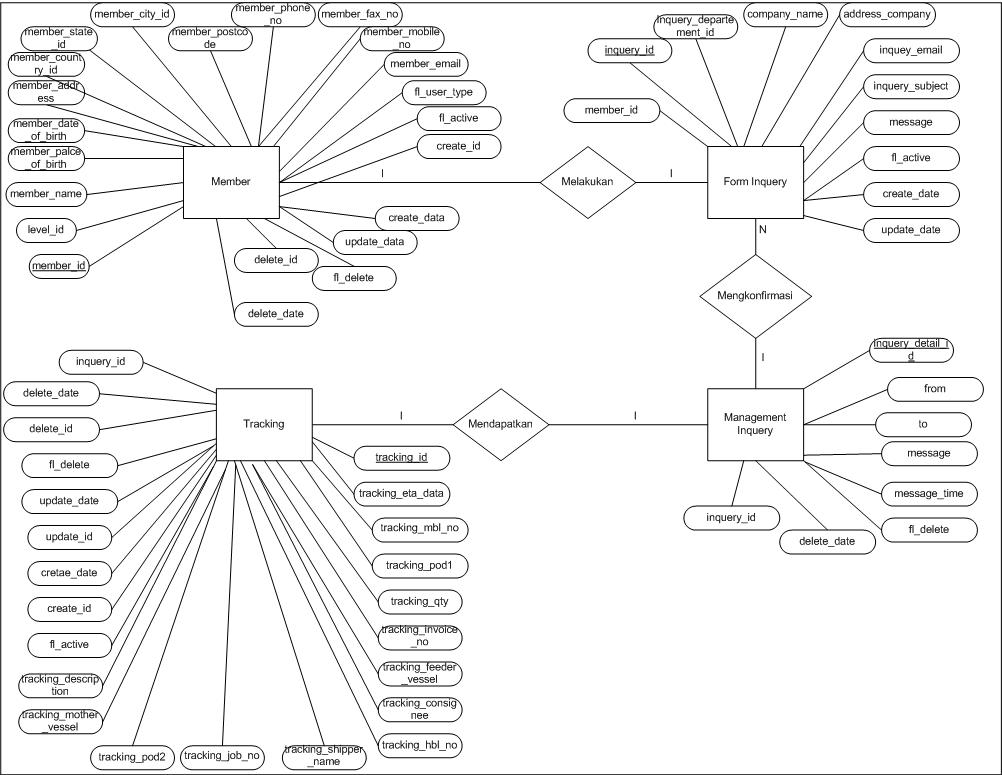 member_city_id
member_phone
_no
member_fax_no
member_state
_id
member_postco
de
member_mobile
_no
member_count
ry_id
member_email
member_addr
ess
fl_user_type
member_date
_of_birth
fl_active
member_palce
_of_birth
create_id
member_name
Member
level_id
create_data
member_id
update_data
delete_id
fl_delete
delete_date
I
Melakukan
I
Inquery_departe
ment_id
company_name
address_company
inquery_id
inquey_email
member_id
inquery_subject
message
fl_active
Form Inquery
create_date
update_date
N
Mengkonfirmasi
I
inquery_id
delete_date
delete_id
Tracking
I
Mendapatkan
I
Management
Inquery
Inquery_detail_i
d
from
to
message
message_time
fl_delete
inquery_id
delete_date
fl_delete
update_date
update_id
cretae_date
create_id
fl_active
tracking_descrip
tion
tracking_mother
_vessel
tracking_pod2
tracking_job_no
tracking_shipper
_name
tracking_id
tracking_eta_data
tracking_mbl_no
tracking_pod1
tracking_qty
tracking_invoice
_no
tracking_feeder
_vessel
tracking_consig
nee
tracking_hbl_no